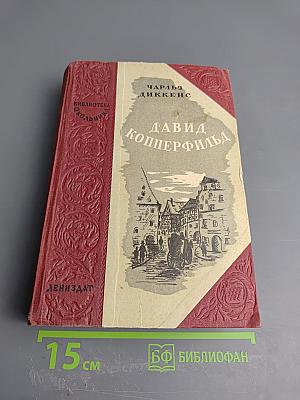 ЧАРЛЬЗ
ДИККЕНС
ДАВИД
КОППЕРФИЛЬД
БИБЛИОТЕКА
ШКОЛЬНИКА
ЛЕНИЗДАТ
15 см
БФ БИБЛИОФАН